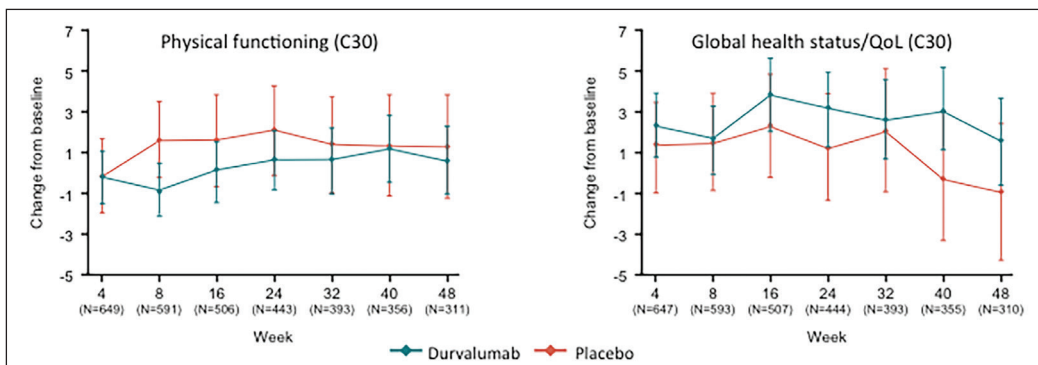 Physical functioning (C30)
Change from baseline
7
5
3
1
-1
-3
-5
4 8 16 24 32 40 48
(N=649) (N=591) (N=506) (N=443) (N=393) (N=356) (N=311)
Week
Global health status/QoL (C30)
Change from baseline
7
5
3
1
-1
-3
-5
4 8 16 24 32 40 48
(N=647) (N=593) (N=507) (N=444) (N=393) (N=355) (N=310)
Week
Durvalumab Placebo